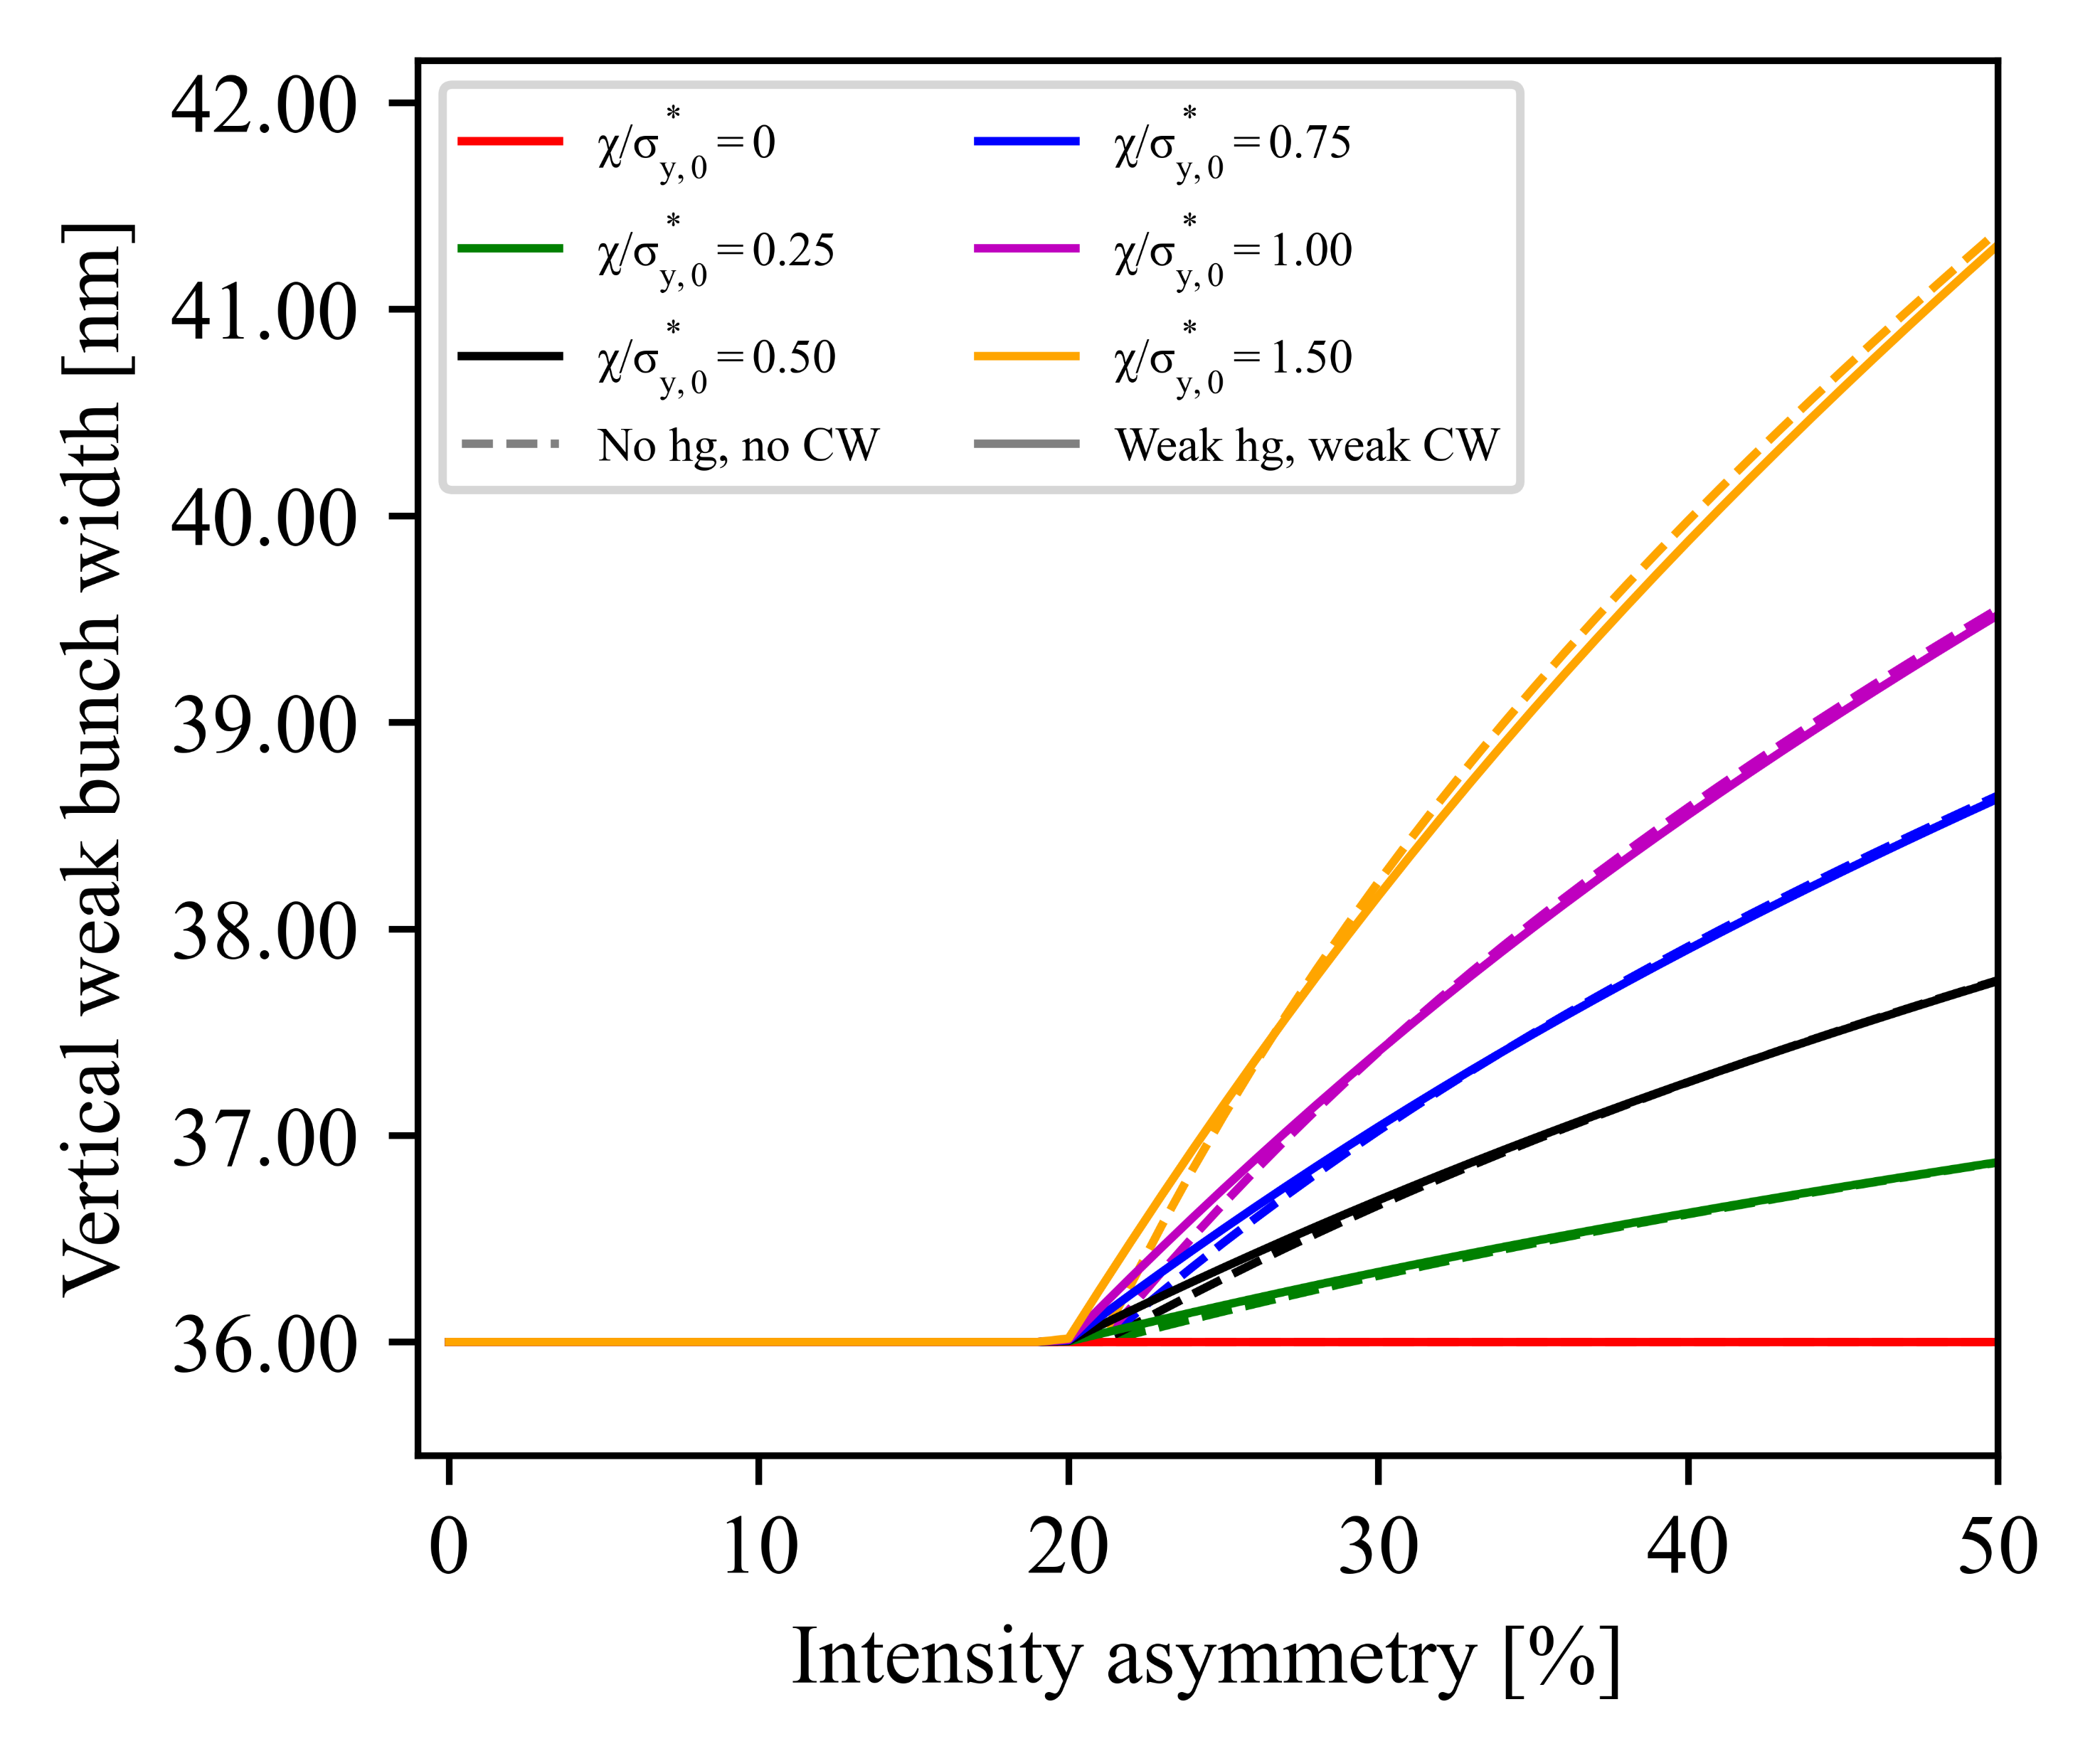 42.00
41.00
40.00
39.00
38.00
37.00
36.00
Vertical weak bunch width [nm]
χ/σ*y, 0 = 0
χ/σ*y, 0 = 0.25
χ/σ*y, 0 = 0.50
No hg, no CW
χ/σ*y, 0 = 0.75
χ/σ*y, 0 = 1.00
χ/σ*y, 0 = 1.50
Weak hg, weak CW
0 10 20 30 40 50
Intensity asymmetry [%]